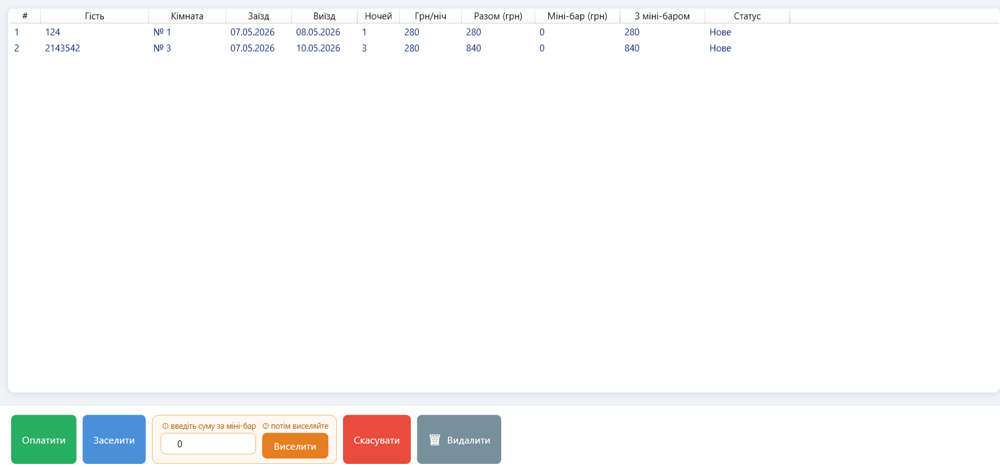 # Гість Кімната Заїзд Виїзд Ночей Грн/ніч Разом (грн) Міні-бар (грн) З міні-баром Статус
1 124 № 1 07.05.2026 08.05.2026 1 280 280 0 280 Нове
2 2143542 № 3 07.05.2026 10.05.2026 3 280 840 0 840 Нове
① введіть суму за міні-бар ② потім виселяйте
Оплатити Заселити 0 Виселити Скасувати Видалити